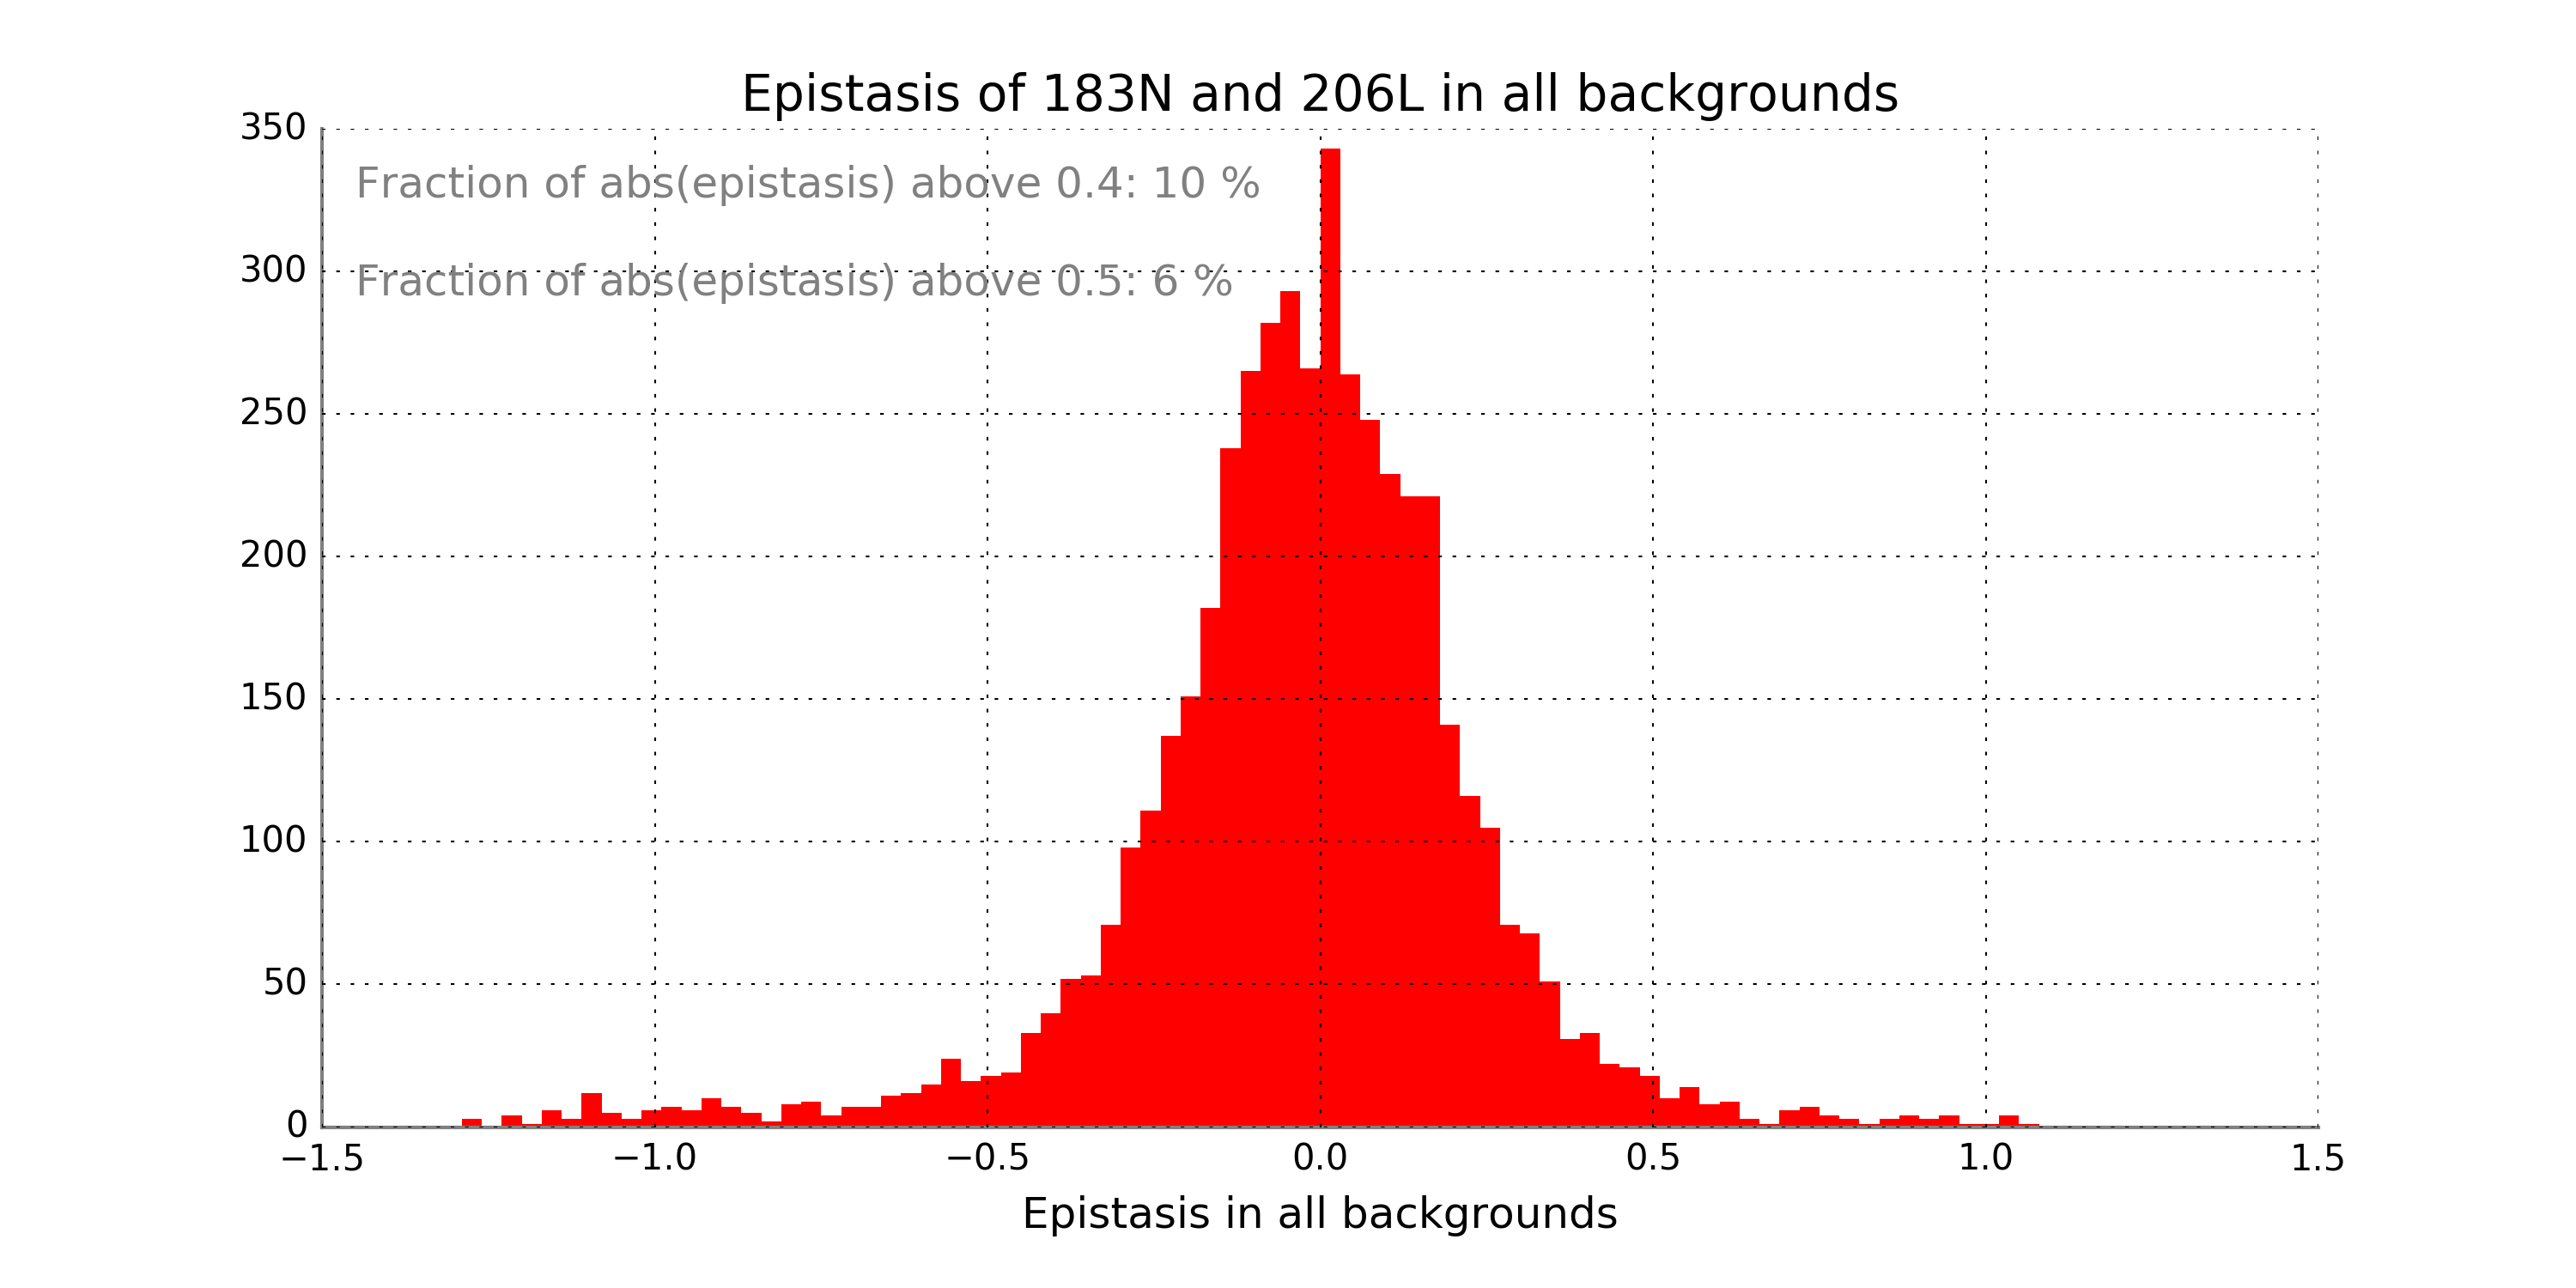 Epistasis of 183N and 206L in all backgrounds
350
Fraction of abs(epistasis) above 0.4: 10 %
300
Fraction of abs(epistasis) above 0.5: 6 %
250
200
150
100
50
0
−1.5 −1.0 −0.5 0.0 0.5 1.0 1.5
Epistasis in all backgrounds